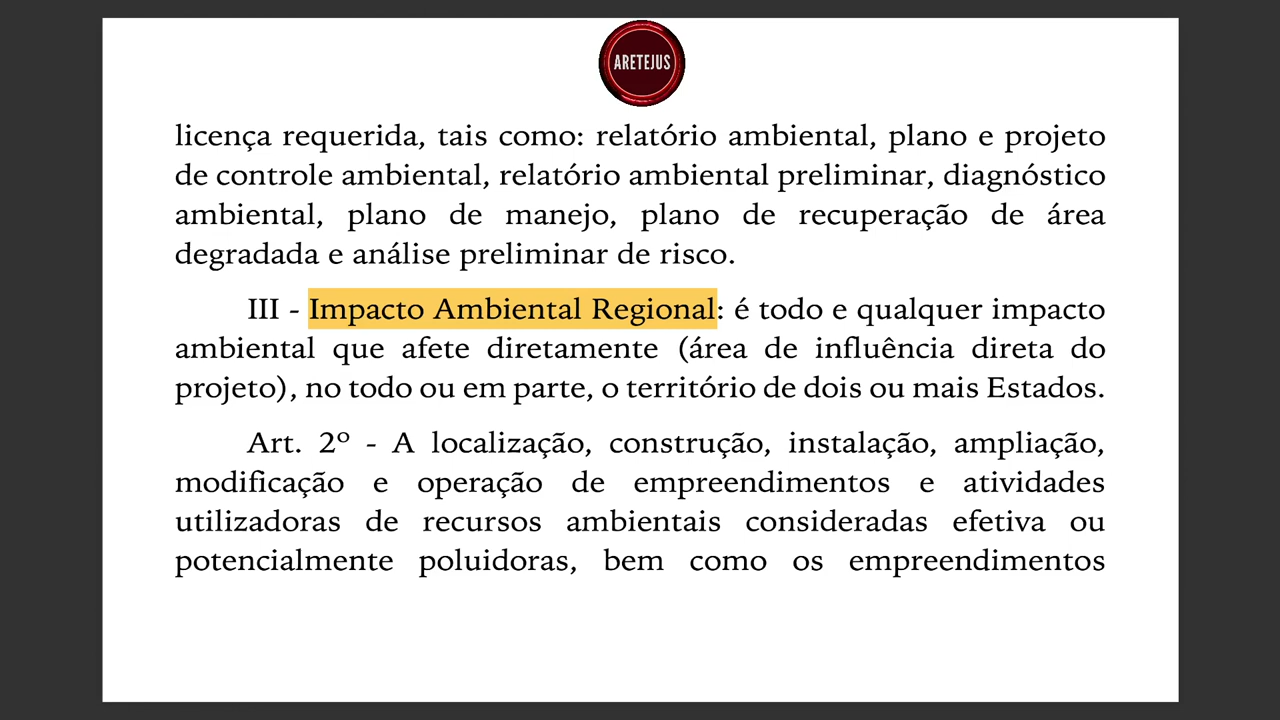 ARETEJUS
licença requerida, tais como: relatório ambiental, plano e projeto
de controle ambiental, relatório ambiental preliminar, diagnóstico
ambiental, plano de manejo, plano de recuperação de área
degradada e análise preliminar de risco.
III - Impacto Ambiental Regional: é todo e qualquer impacto
ambiental que afete diretamente (área de influência direta do
projeto), no todo ou em parte, o território de dois ou mais Estados.
Art. 2º - A localização, construção, instalação, ampliação,
modificação e operação de empreendimentos e atividades
utilizadoras de recursos ambientais consideradas efetiva ou
potencialmente poluidoras, bem como os empreendimentos